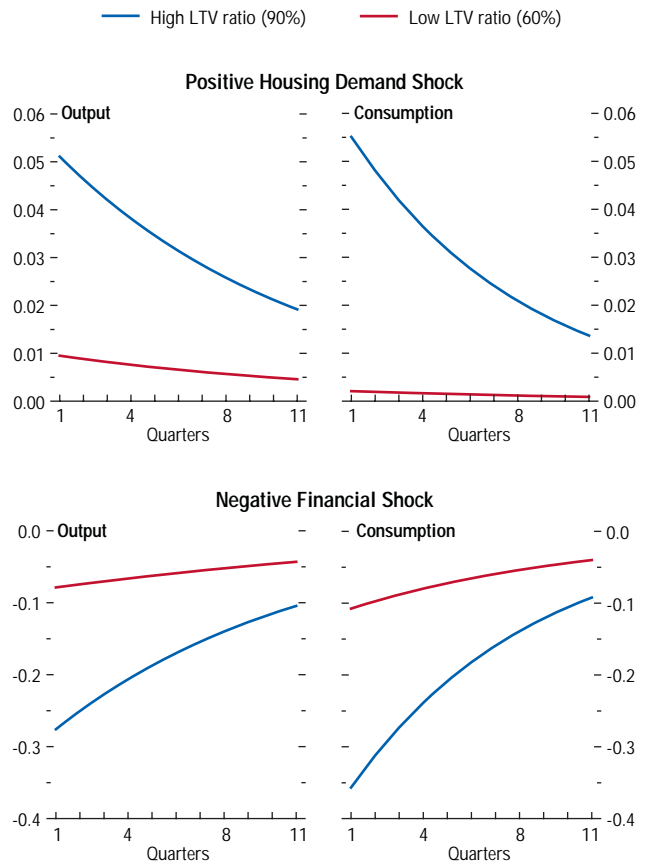 High LTV ratio (90%) Low LTV ratio (60%)
Positive Housing Demand Shock
0.06 Output Consumption 0.06
0.05 0.05
0.04 0.04
0.03 0.03
0.02 0.02
0.01 0.01
0.00 0.00
1 4 8 11 1 4 8 11
Quarters Quarters
Negative Financial Shock
0.0 Output Consumption 0.0
-0.1 -0.1
-0.2 -0.2
-0.3 -0.3
-0.4 -0.4
1 4 8 11 1 4 8 11
Quarters Quarters